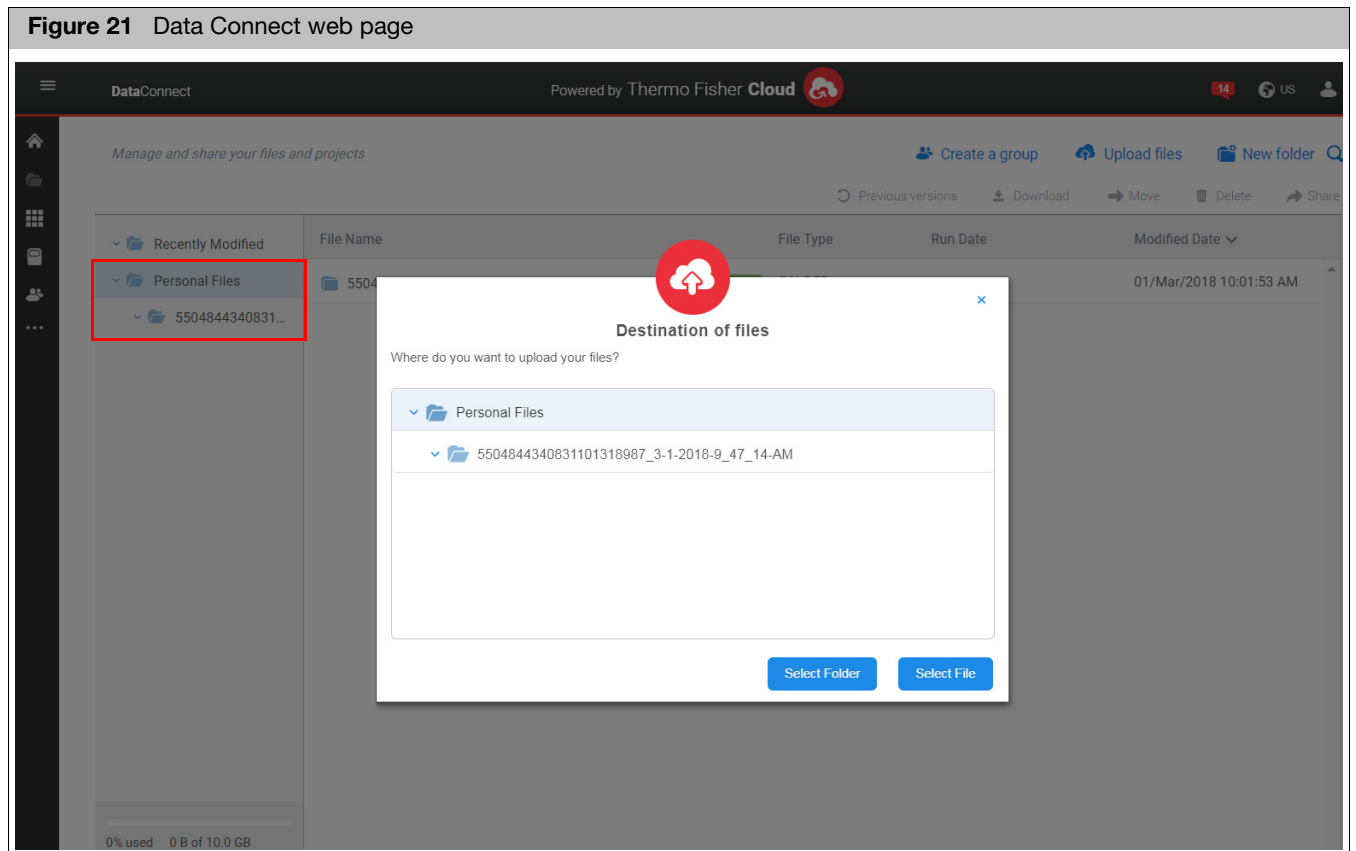 Figure 21 Data Connect web page
DataConnect
Powered by Thermo Fisher Cloud
14
US
Manage and share your files and projects
Create a group
Upload files
New folder
Previous versions
Download
Move
Delete
Share
Recently Modified
File Name
File Type
Run Date
Modified Date
Personal Files
5504
01/Mar/2018 10:01:53 AM
5504844340831...
Destination of files
Where do you want to upload your files?
Personal Files
5504844340831101318987_3-1-2018-9_47_14-AM
Select Folder
Select File
0% used 0 B of 10.0 GB